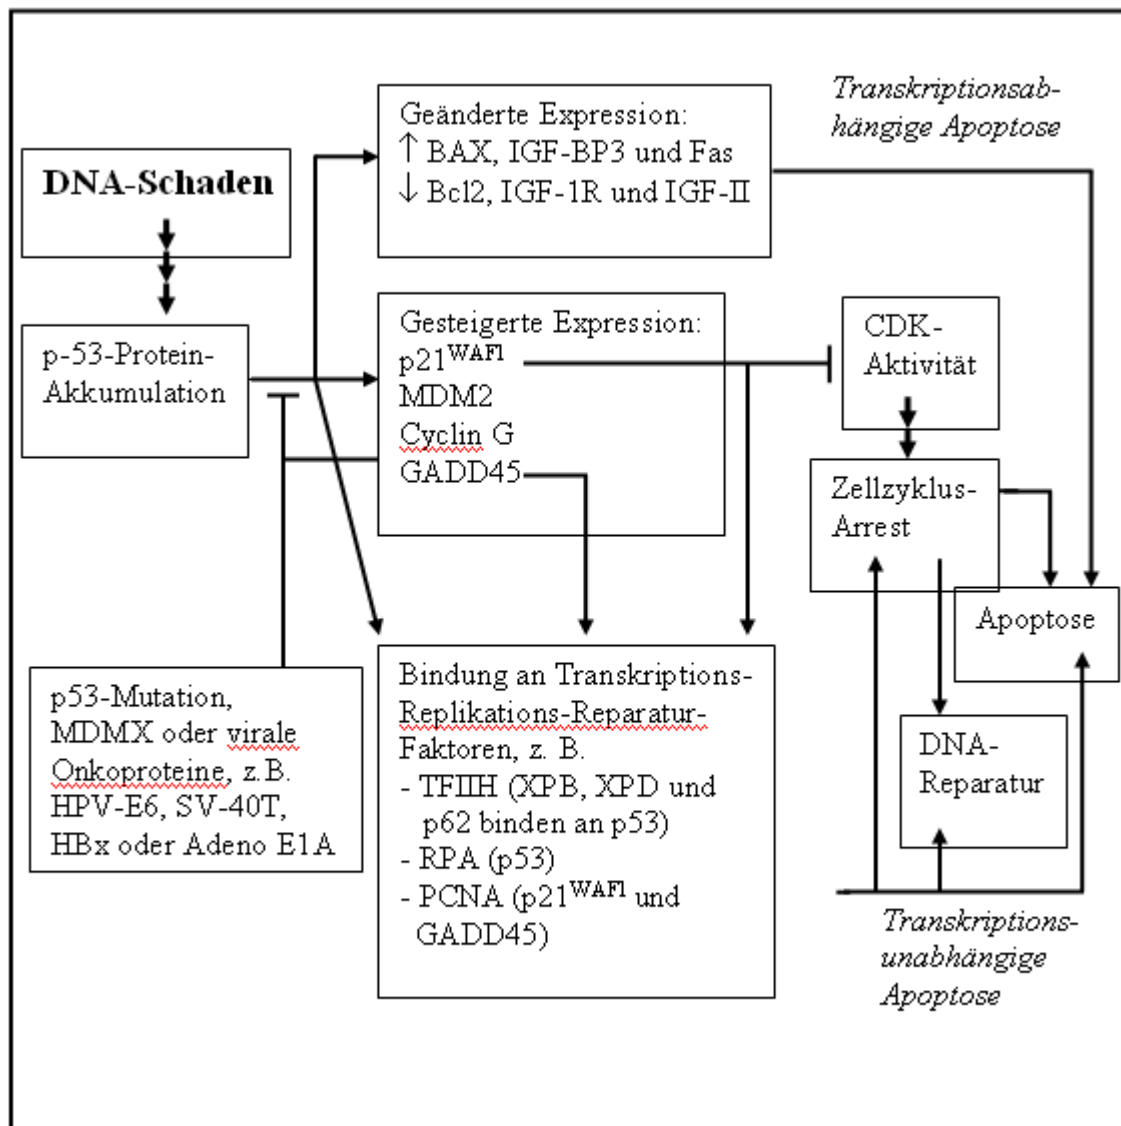 Transkriptionsab-
hängige Apoptose
Geänderte Expression:
↑ BAX, IGF-BP3 und Fas
↓ Bcl2, IGF-1R und IGF-II
DNA-Schaden
p-53-Protein-
Akkumulation
Gesteigerte Expression:
p21WAF1
MDM2
Cyclin G
GADD45
CDK-
Aktivität
Zellzyklus-
Arrest
Apoptose
p53-Mutation,
MDMX oder virale
Onkoproteine, z.B.
HPV-E6, SV-40T,
HBx oder Adeno E1A
Bindung an Transkriptions-
Replikations-Reparatur-
Faktoren, z. B.
- TFIIH (XPB, XPD und
p62 binden an p53)
- RPA (p53)
- PCNA (p21WAF1 und
GADD45)
DNA-
Reparatur
Transkriptions-
unabhängige
Apoptose